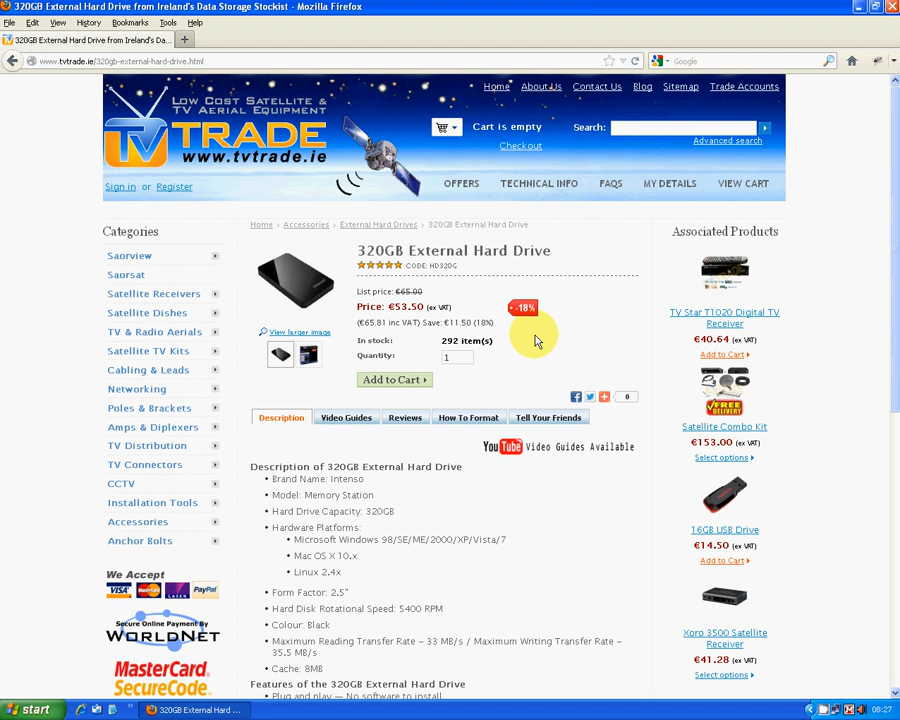 320GB External Hard Drive from Ireland's Data Storage Stockist - Mozilla Firefox
File Edit View History Bookmarks Tools Help
320GB External Hard Drive from Ireland's Da...
www.tvtrade.ie/320gb-external-hard-drive.html
Google
Home About Us Contact Us Blog Sitemap Trade Accounts
LOW COST SATELLITE &
TV AERIAL EQUIPMENT
TV TRADE
www.tvtrade.ie
Cart is empty
Checkout
Search:
Advanced search
Sign in or Register
OFFERS TECHNICAL INFO FAQS MY DETAILS VIEW CART
Categories
Saorview
Saorsat
Satellite Receivers
Satellite Dishes
TV & Radio Aerials
Satellite TV Kits
Cabling & Leads
Networking
Poles & Brackets
Amps & Diplexers
TV Distribution
TV Connectors
CCTV
Installation Tools
Accessories
Anchor Bolts
We Accept
VISA MasterCard PayPal
Secure Online Payment By
WORLDNET
MasterCard.
SecureCode.
Home › Accessories › External Hard Drives › 320GB External Hard Drive
320GB External Hard Drive
CODE: HD320G
List price: €65.00
Price: €53.50 (ex VAT)
-18%
(€65.81 inc VAT) Save: €11.50 (18%)
In stock: 292 item(s)
Quantity: 1
Add to Cart
View larger image
0
Description Video Guides Reviews How To Format Tell Your Friends
YouTube Video Guides Available
Description of 320GB External Hard Drive
• Brand Name: Intenso
• Model: Memory Station
• Hard Drive Capacity: 320GB
• Hardware Platforms:
• Microsoft Windows 98/SE/ME/2000/XP/Vista/7
• Mac OS X 10.x
• Linux 2.4x
• Form Factor: 2.5"
• Hard Disk Rotational Speed: 5400 RPM
• Colour: Black
• Maximum Reading Transfer Rate – 33 MB/s / Maximum Writing Transfer Rate –
35.5 MB/s
• Cache: 8MB
Features of the 320GB External Hard Drive
• Plug and play — No software to install
Associated Products
TV Star T1020 Digital TV
Receiver
€40.64 (ex VAT)
Add to Cart
FREE
DELIVERY
Satellite Combo Kit
€153.00 (ex VAT)
Select options
16GB USB Drive
€14.50 (ex VAT)
Add to Cart
Xoro 3500 Satellite
Receiver
€41.28 (ex VAT)
Select options
start
320GB External Hard ...
08:27